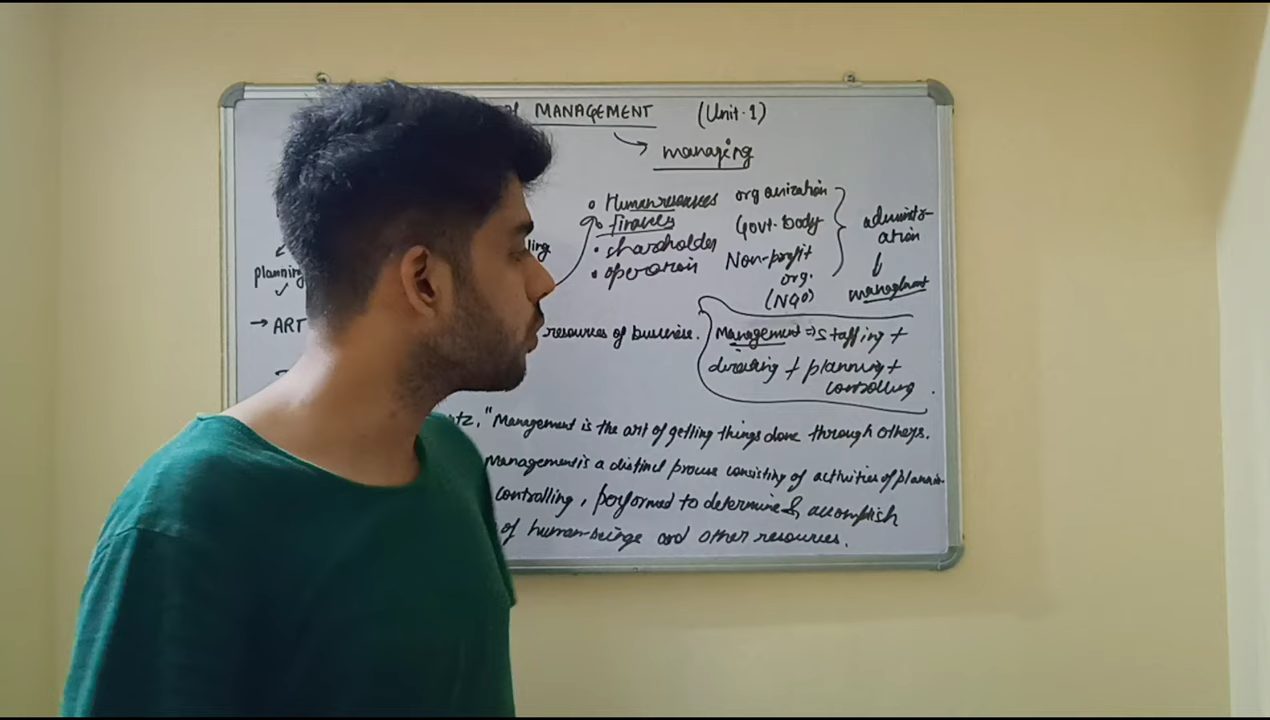 MANAGEMENT (Unit-1)
→ managing
• Humanresources organization
• finances Govt. Body administr-
ling • shareholder ation
• operation Non-profit
planning org. management
(NGO)
→ ART resources of business. Management ⇒ staffing +
directing + planning +
controlling.
tz, "Management is the art of getting things done through others.
Management is a distinct process consisting of activities of plannin-
controlling, performed to determine & accomplish
of human-beings and other resources.